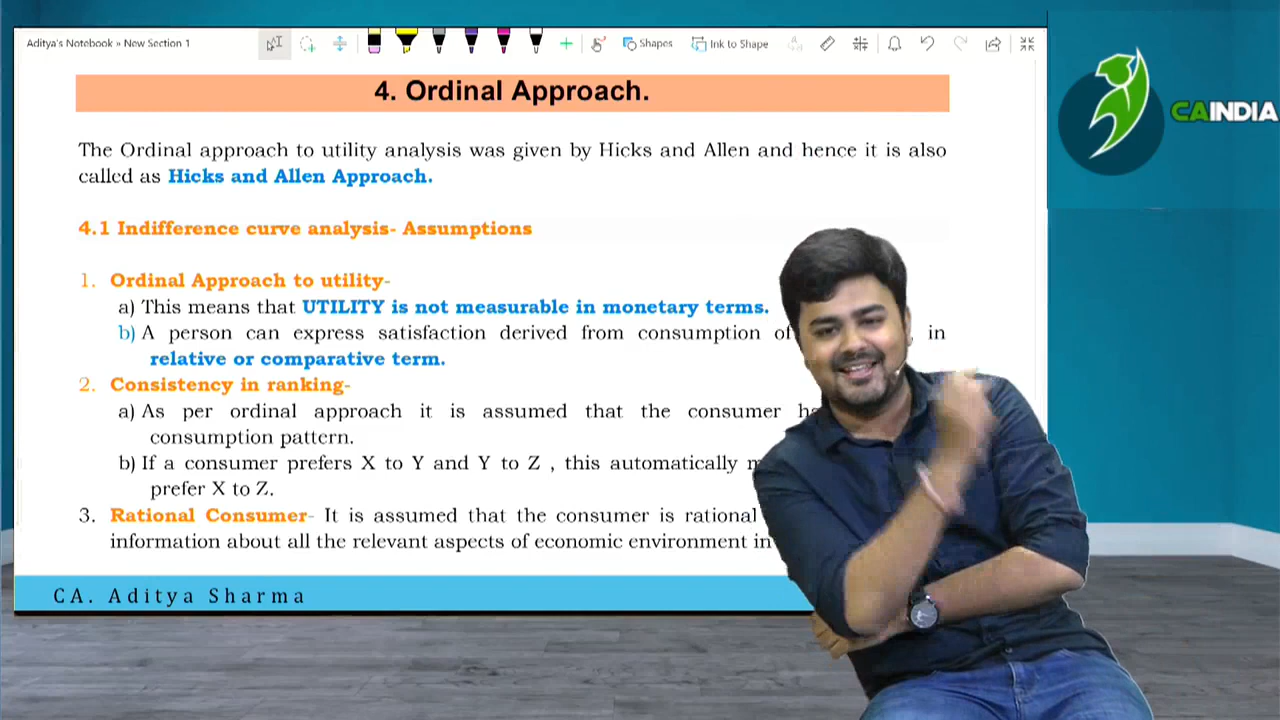 Aditya's Notebook » New Section 1
Shapes
Ink to Shape
CAINDIA
4. Ordinal Approach.
The Ordinal approach to utility analysis was given by Hicks and Allen and hence it is also
called as Hicks and Allen Approach.
4.1 Indifference curve analysis- Assumptions
1. Ordinal Approach to utility-
a) This means that UTILITY is not measurable in monetary terms.
b) A person can express satisfaction derived from consumption of in
relative or comparative term.
2. Consistency in ranking-
a) As per ordinal approach it is assumed that the consumer
consumption pattern.
b) If a consumer prefers X to Y and Y to Z , this automatically
prefer X to Z.
3. Rational Consumer- It is assumed that the consumer is rational
information about all the relevant aspects of economic environment in
CA. Aditya Sharma